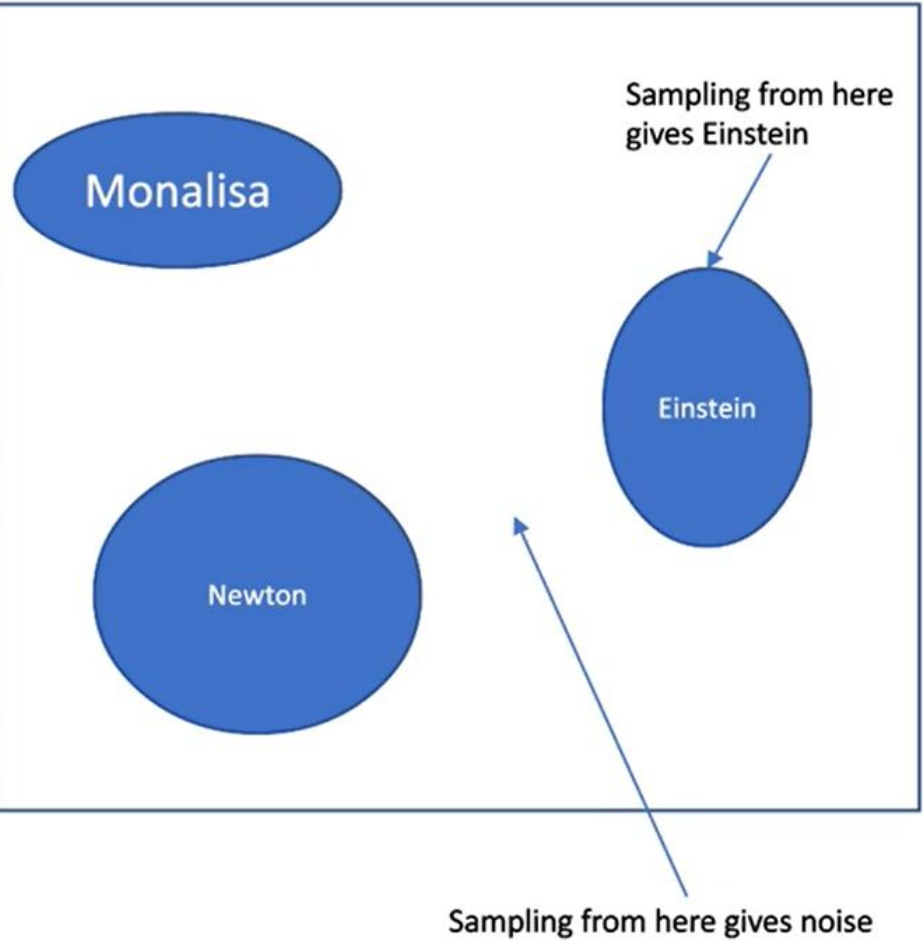 Sampling from here
gives Einstein
Monalisa
Einstein
Newton
Sampling from here gives noise